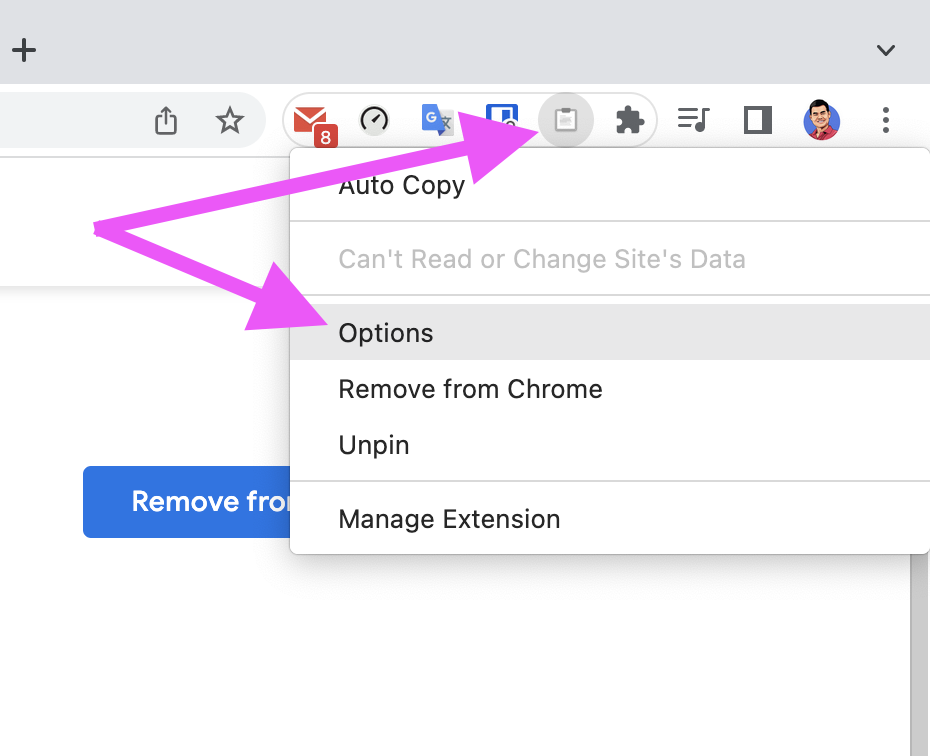 8
Auto Copy
Can't Read or Change Site's Data
Options
Remove from Chrome
Unpin
Remove fro
Manage Extension